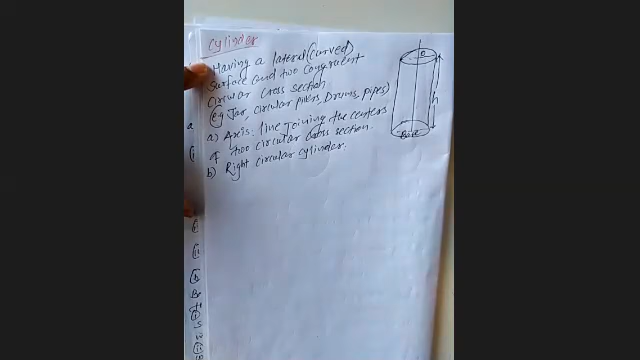 Cylinder
Having a lateral (curved)
Surface and two congruent
Circular cross section
(eg Jar, circular pillers, Drums, pipes)
a) Axis: line Joining the centers
of two circular cross section.
b) Right circular cylinder.
h
Base